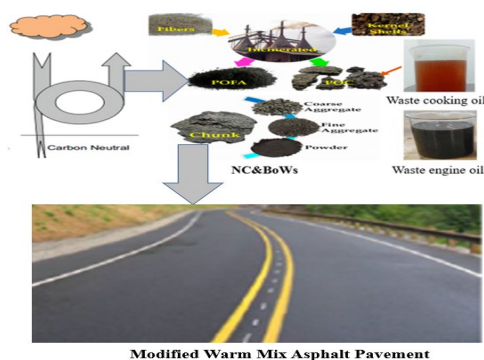 Fibers
Kernel
Shells
Incinerated
POFA
POC
Coarse
Aggregate
Chunk
Fine
Aggregate
Powder
NC&BoWs
Carbon Neutral
Waste cooking oil
Waste engine oil
Modified Warm Mix Asphalt Pavement